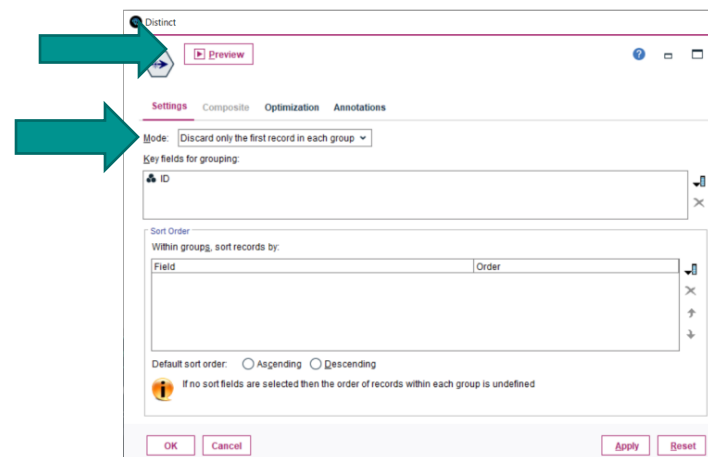 Distinct
Preview
Settings Composite Optimization Annotations
Mode: Discard only the first record in each group
Key fields for grouping:
ID
Sort Order
Within groups, sort records by:
Field Order
Default sort order: Ascending Descending
If no sort fields are selected then the order of records within each group is undefined
OK Cancel Apply Reset